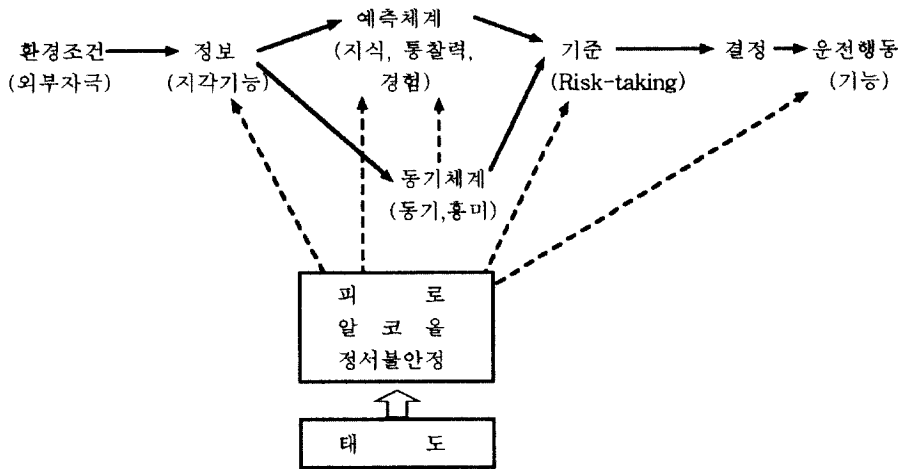 환경조건
(외부자극)
정보
(지각기능)
예측체계
(지식, 통찰력,
경험)
동기체계
(동기,흥미)
기준
(Risk-taking)
결정
운전행동
(기능)
피 로
알 코 올
정서불안정
태 도